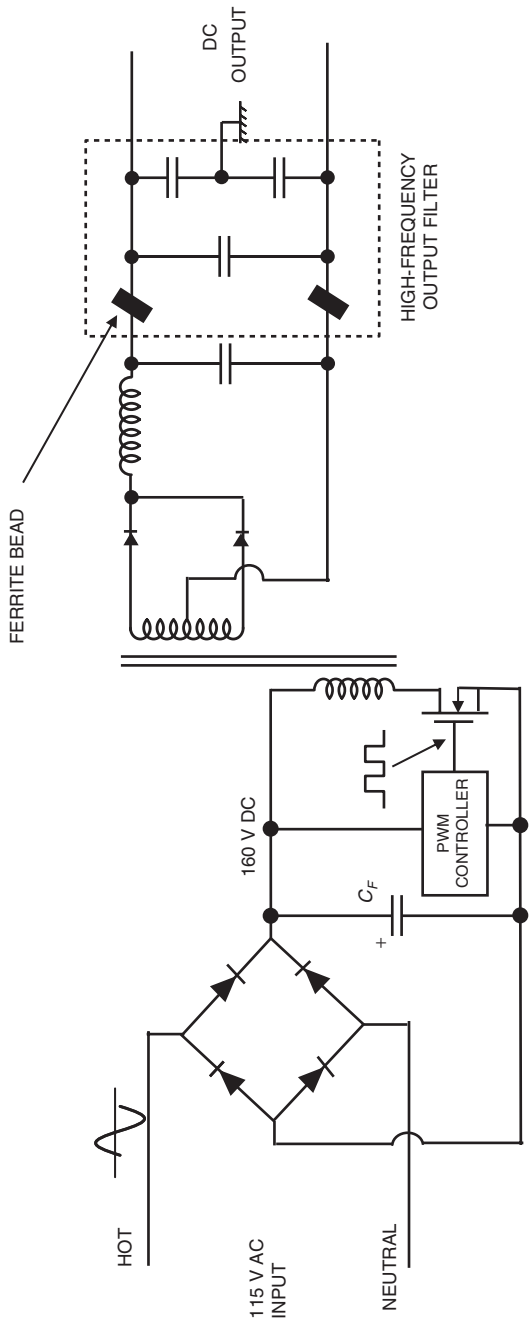 HOT
115 V AC
INPUT
NEUTRAL
160 V DC
+
C_F
PWM
CONTROLLER
FERRITE BEAD
HIGH-FREQUENCY
OUTPUT FILTER
DC
OUTPUT